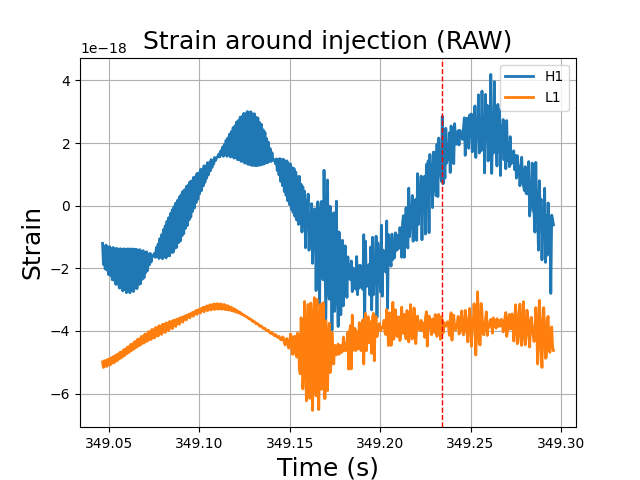 Strain around injection (RAW)
1e−18
H1
L1
4
2
0
−2
−4
−6
Strain
349.05 349.10 349.15 349.20 349.25 349.30
Time (s)